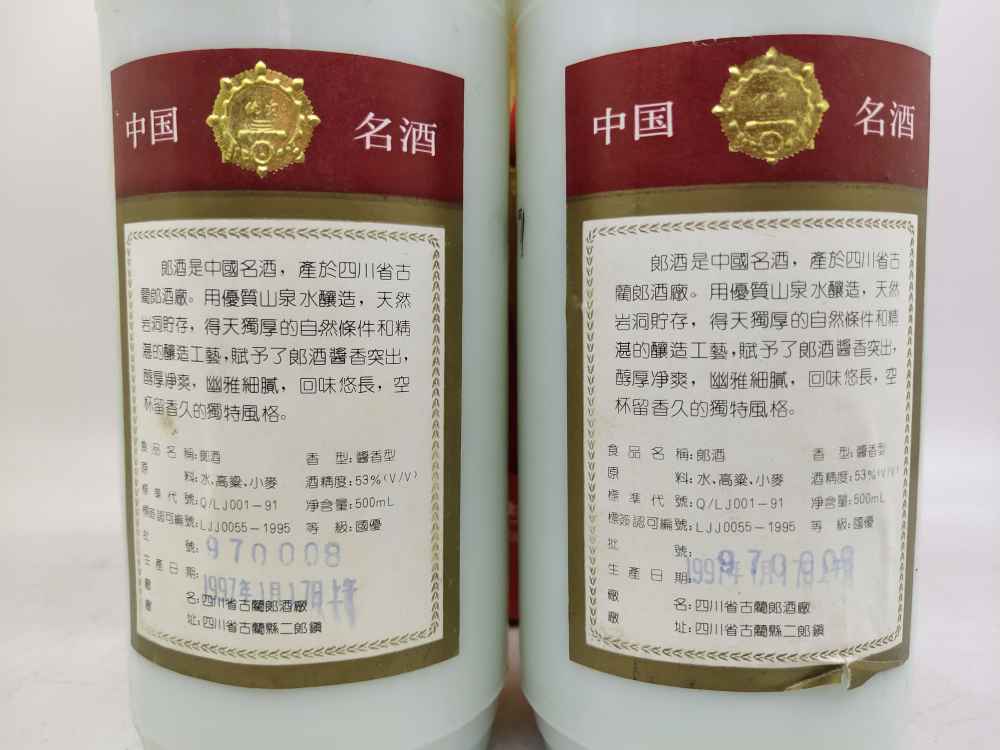 中国 名酒
郎酒是中國名酒，產於四川省古
藺郎酒廠。用優質山泉水釀造，天然
岩洞貯存，得天獨厚的自然條件和精
湛的釀造工藝，賦予了郎酒醬香突出，
醇厚凈爽，幽雅細膩，回味悠長，空
杯留香久的獨特風格。
食品名稱:郎酒 香型:醬香型
原料:水、高粱、小麥 酒精度:53%(V/V)
標準代號:Q/LJ001-91 净含量:500mL
標簽認可編號:LJJ0055-1995 等級:國優
批號:970008
生產日期:1997年1月17日
廠名:四川省古藺郎酒廠
廠址:四川省古藺縣二郎鎮
中国 名酒
郎酒是中國名酒，產於四川省古
藺郎酒廠。用優質山泉水釀造，天然
岩洞貯存，得天獨厚的自然條件和精
湛的釀造工藝，賦予了郎酒醬香突出，
醇厚凈爽，幽雅細膩，回味悠長，空
杯留香久的獨特風格。
食品名稱:郎酒 香型:醬香型
原料:水、高粱、小麥 酒精度:53%(V/V)
標準代號:Q/LJ001-91 净含量:500mL
標簽認可編號:LJJ0055-1995 等級:國優
批號:970008
生產日期:1997年1月17日
廠名:四川省古藺郎酒廠
廠址:四川省古藺縣二郎鎮